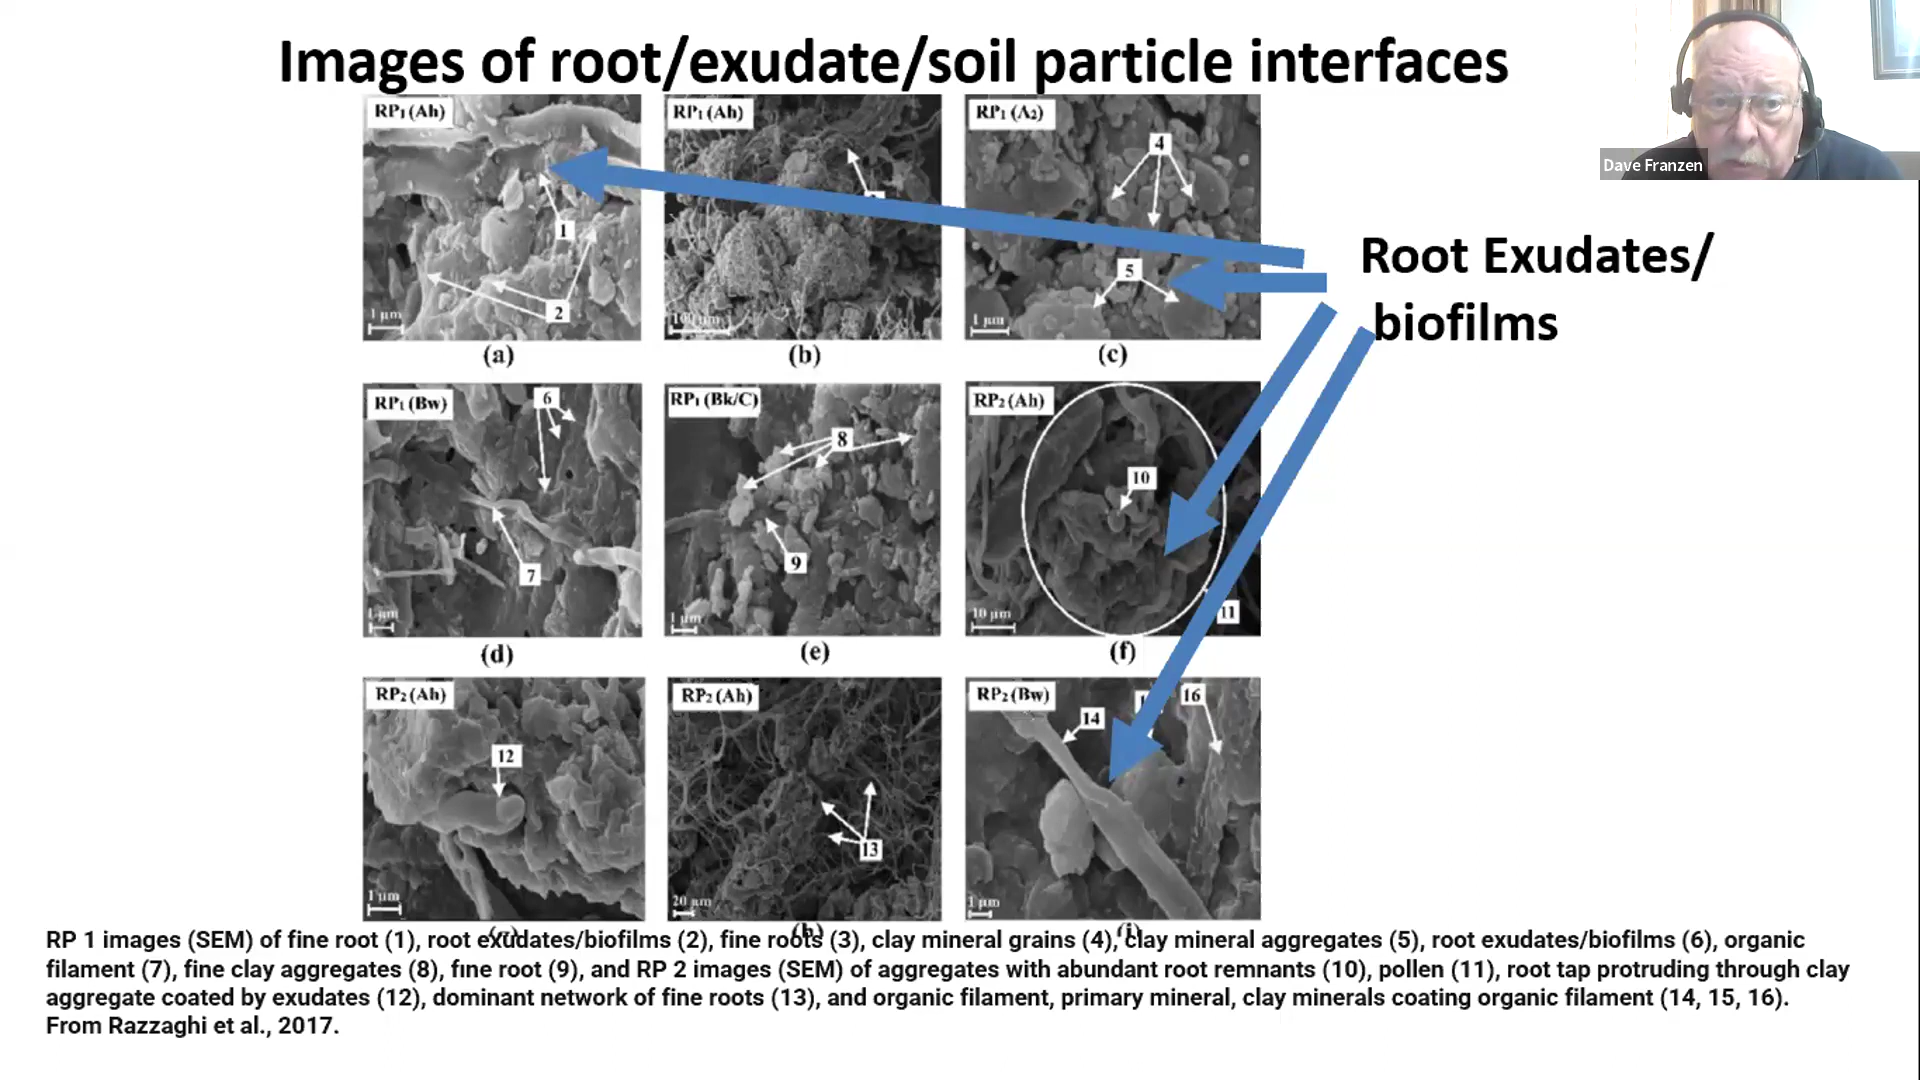 Images of root/exudate/soil particle interfaces
Dave Franzen
RP1 (Ah)
1
2
1 µm
(a)
RP1 (Ah)
100 µm
(b)
RP1 (A2)
4
5
1 µm
(c)
Root Exudates/
biofilms
RP1 (Bw)
6
7
1 µm
(d)
RP1 (Bk/C)
8
9
1 µm
(e)
RP2 (Ah)
10
11
10 µm
(f)
RP2 (Ah)
12
1 µm
RP2 (Ah)
13
20 µm
(h)
RP2 (Bw)
14
16
1 µm
(i)
RP 1 images (SEM) of fine root (1), root exudates/biofilms (2), fine roots (3), clay mineral grains (4), clay mineral aggregates (5), root exudates/biofilms (6), organic
filament (7), fine clay aggregates (8), fine root (9), and RP 2 images (SEM) of aggregates with abundant root remnants (10), pollen (11), root tap protruding through clay
aggregate coated by exudates (12), dominant network of fine roots (13), and organic filament, primary mineral, clay minerals coating organic filament (14, 15, 16).
From Razzaghi et al., 2017.